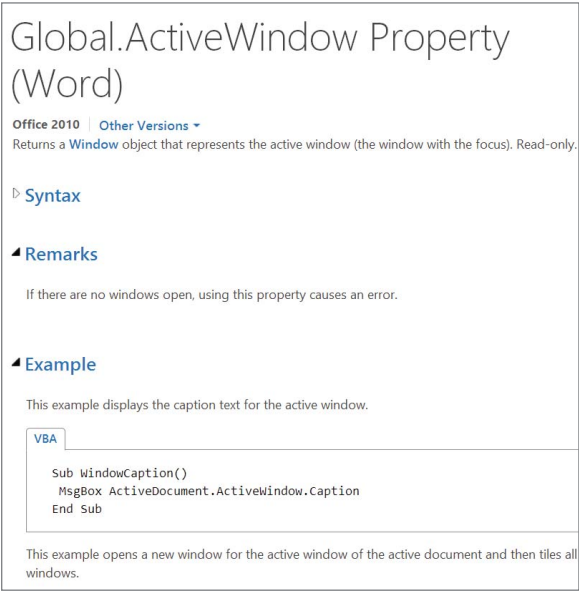 Global.ActiveWindow Property
(Word)
Office 2010 Other Versions
Returns a Window object that represents the active window (the window with the focus). Read-only.
Syntax
Remarks
If there are no windows open, using this property causes an error.
Example
This example displays the caption text for the active window.
VBA
Sub WindowCaption()
MsgBox ActiveDocument.ActiveWindow.Caption
End Sub
This example opens a new window for the active window of the active document and then tiles all
windows.